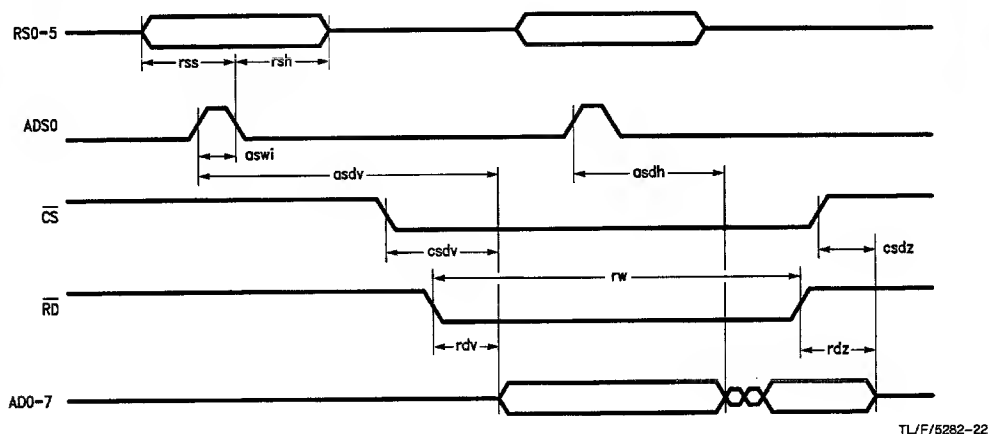 RS0-5
rss rsh
ADS0
aswi
asdv asdh
CS
csdv csdz
rw
RD
rdv rdz
AD0-7
TL/F/5282-22